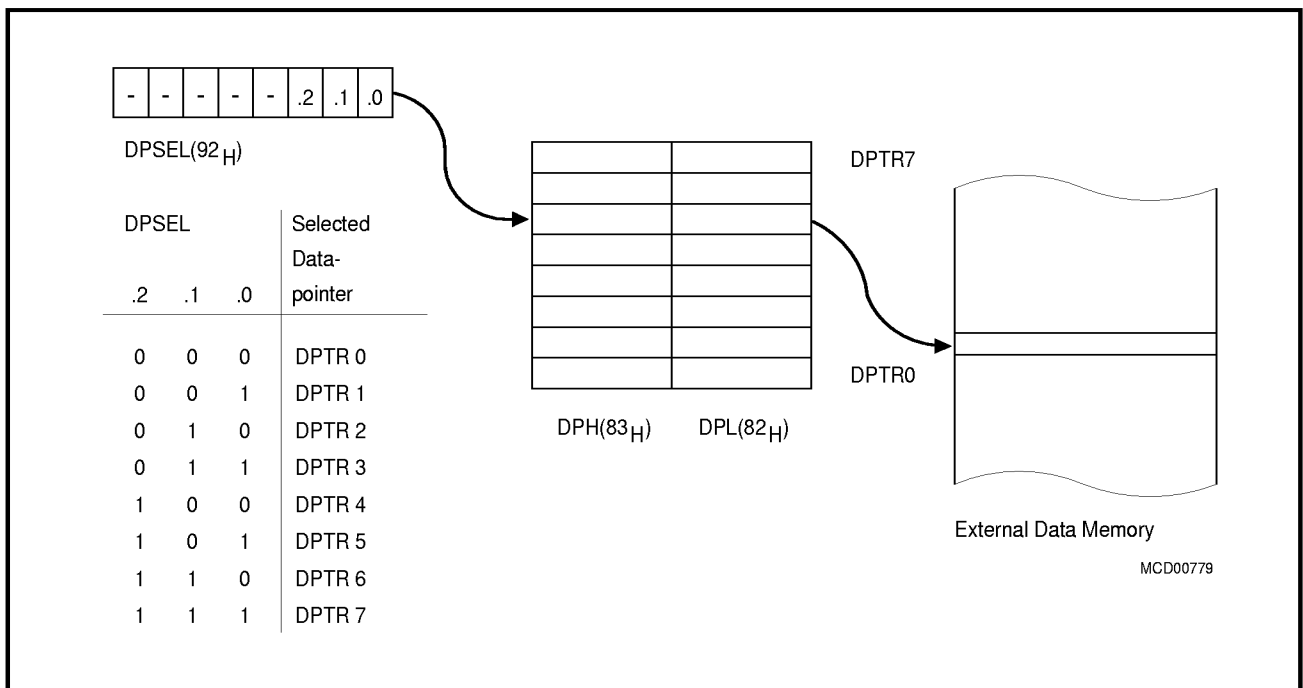 - - - - - .2 .1 .0
DPSEL(92H)
DPSEL Selected
Data-
.2 .1 .0 pointer
0 0 0 DPTR 0
0 0 1 DPTR 1
0 1 0 DPTR 2
0 1 1 DPTR 3
1 0 0 DPTR 4
1 0 1 DPTR 5
1 1 0 DPTR 6
1 1 1 DPTR 7
DPTR7
DPTR0
DPH(83H) DPL(82H)
External Data Memory
MCD00779